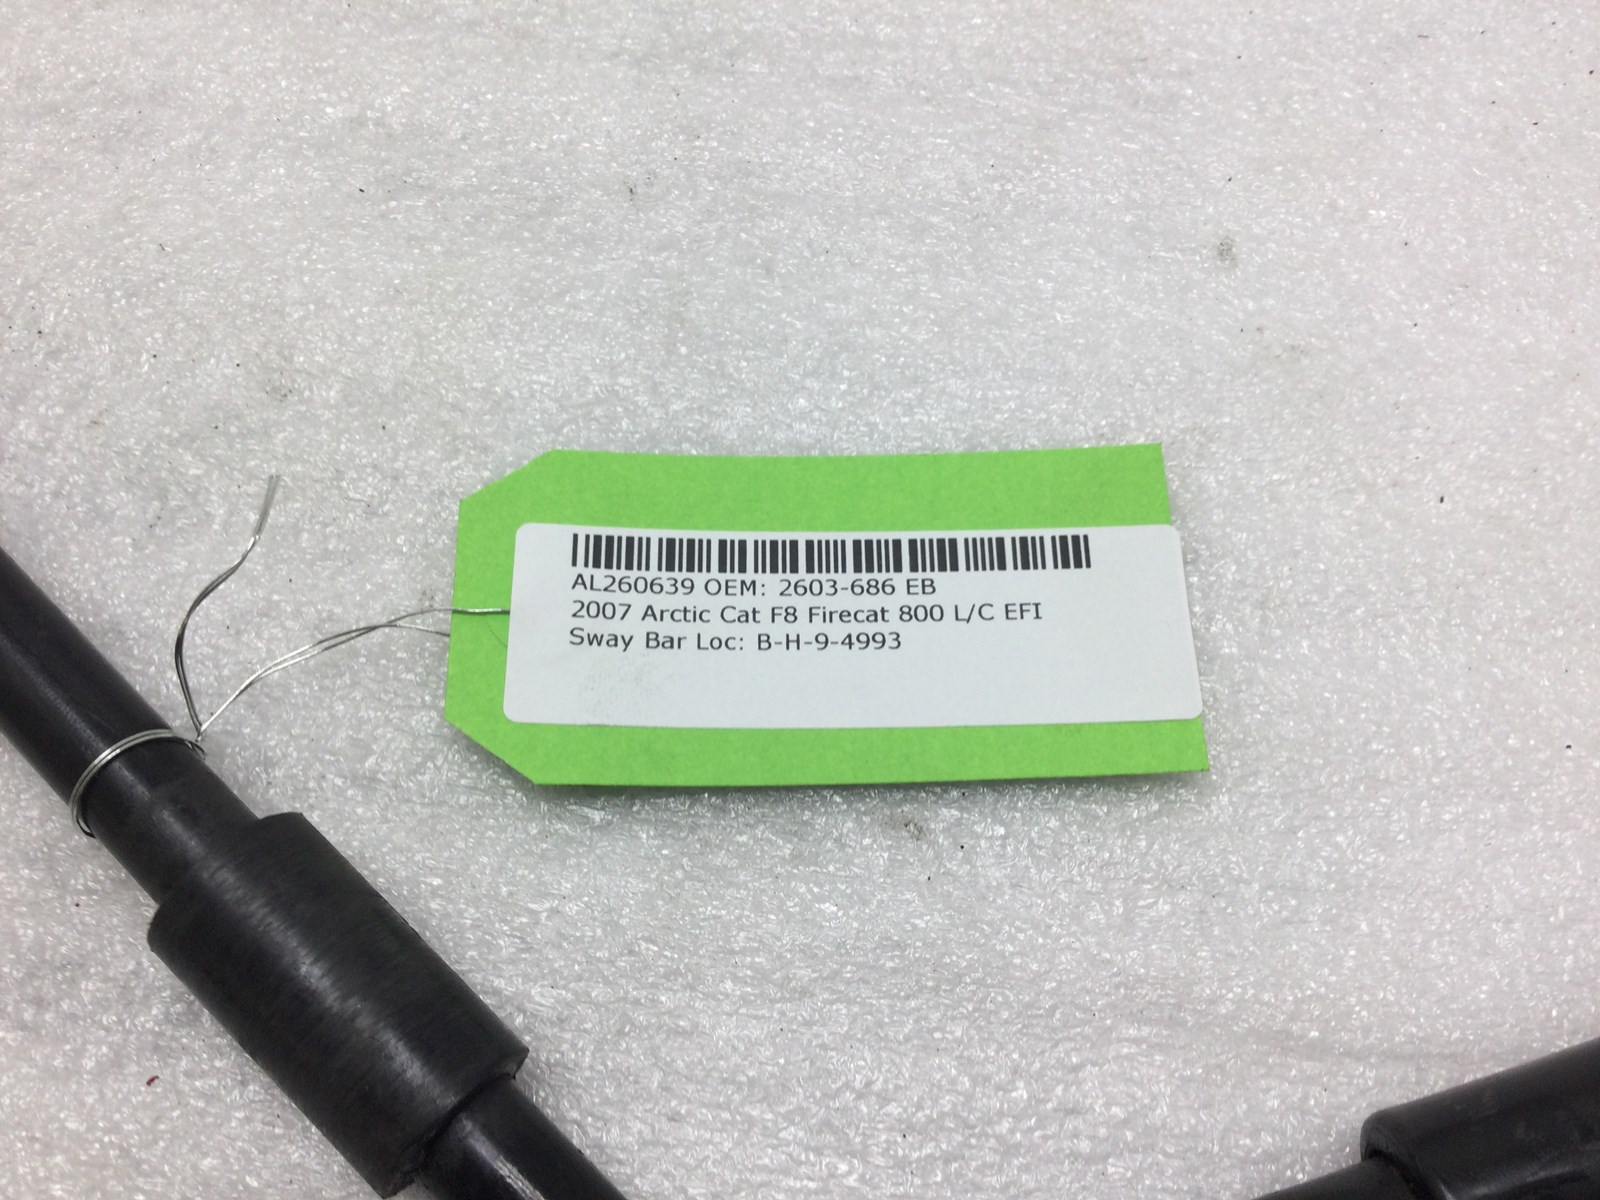 AL260639 OEM: 2603-686 EB
2007 Arctic Cat F8 Firecat 800 L/C EFI
Sway Bar Loc: B-H-9-4993